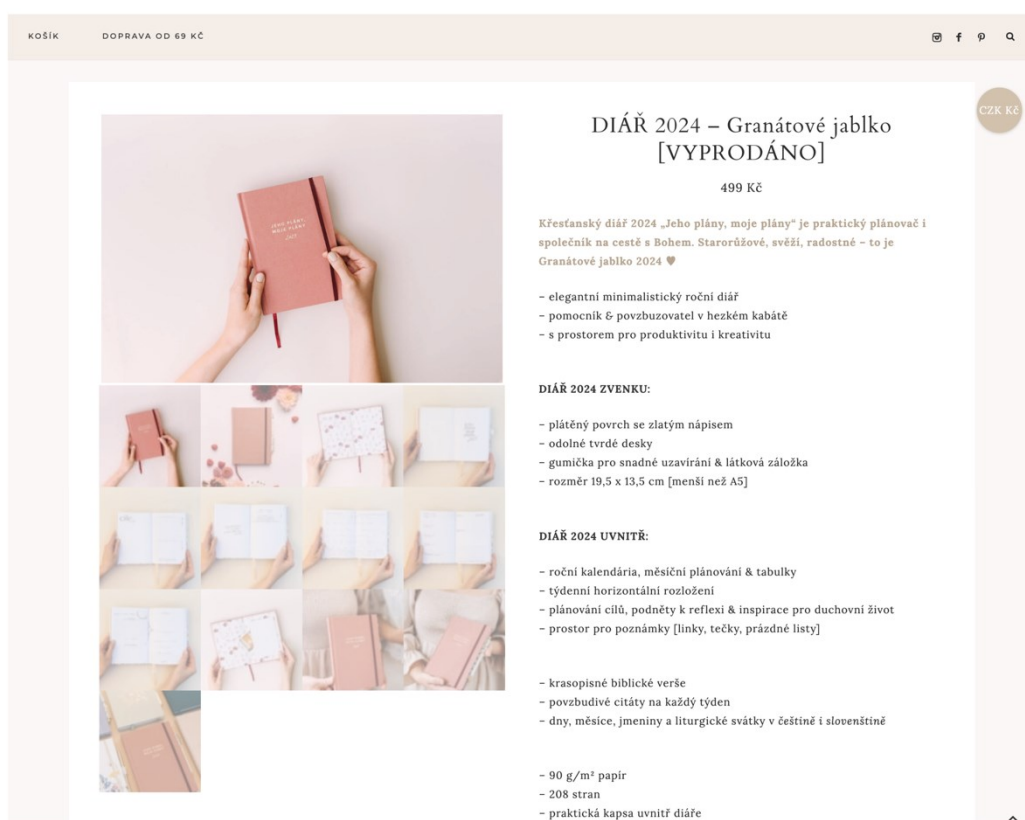 KOŠÍK
DOPRAVA OD 69 KČ
CZK Kč
JEHO PLÁNY,
MOJE PLÁNY
DIÁŘ 2024 – Granátové jablko
[VYPRODÁNO]
499 Kč
Křesťanský diář 2024 „Jeho plány, moje plány“ je praktický plánovač i
společník na cestě s Bohem. Starorůžové, svěží, radostné – to je
Granátové jablko 2024 ♥
– elegantní minimalistický roční diář
– pomocník & povzbuzovatel v hezkém kabátě
– s prostorem pro produktivitu i kreativitu
DIÁŘ 2024 ZVENKU:
– plátěný povrch se zlatým nápisem
– odolné tvrdé desky
– gumička pro snadné uzavírání & látková záložka
– rozměr 19,5 x 13,5 cm [menší než A5]
DIÁŘ 2024 UVNITŘ:
– roční kalendária, měsíční plánování & tabulky
– týdenní horizontální rozložení
– plánování cílů, podněty k reflexi & inspirace pro duchovní život
– prostor pro poznámky [linky, tečky, prázdné listy]
– krasopisné biblické verše
– povzbudivé citáty na každý týden
– dny, měsíce, jmeniny a liturgické svátky v češtině i slovenštině
– 90 g/m² papír
– 208 stran
– praktická kapsa uvnitř diáře